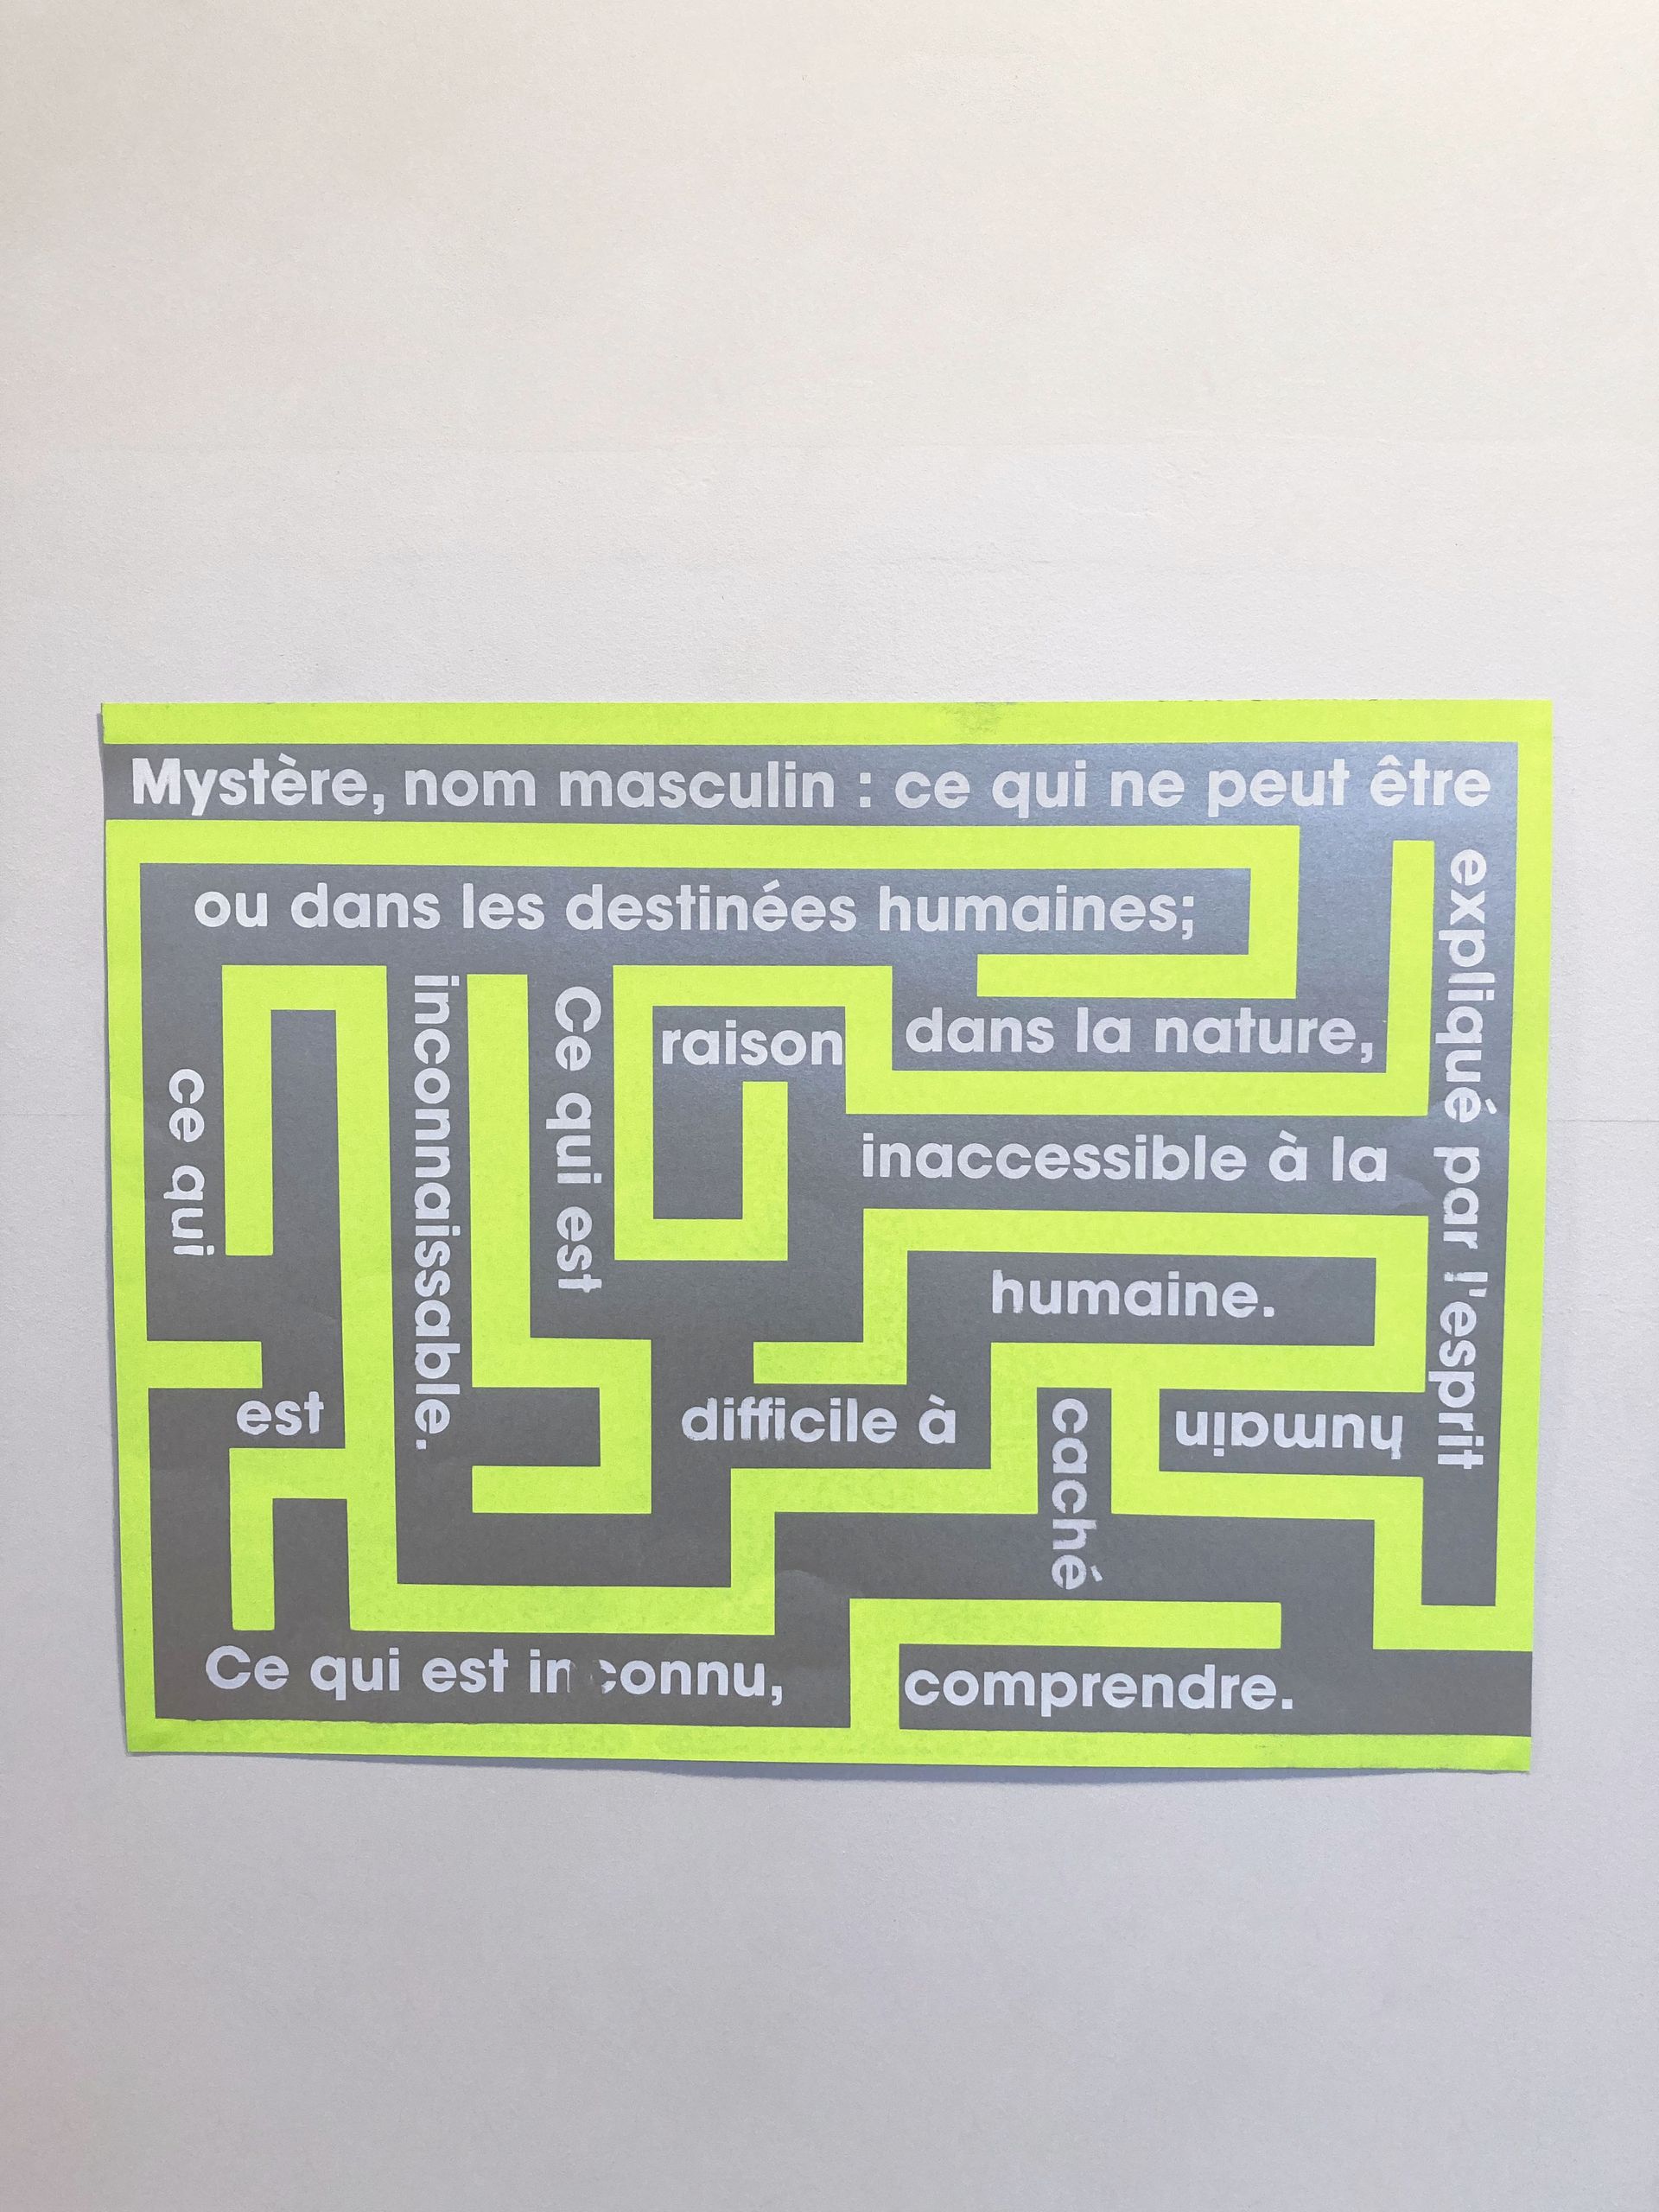 Mystère, nom masculin : ce qui ne peut être
expliqué par l'esprit
humain
dans la nature,
ou dans les destinées humaines;
ce qui
est
inconnaissable.
Ce qui est
inaccessible à la
raison
humaine.
Ce qui est inconnu,
caché
difficile à
comprendre.